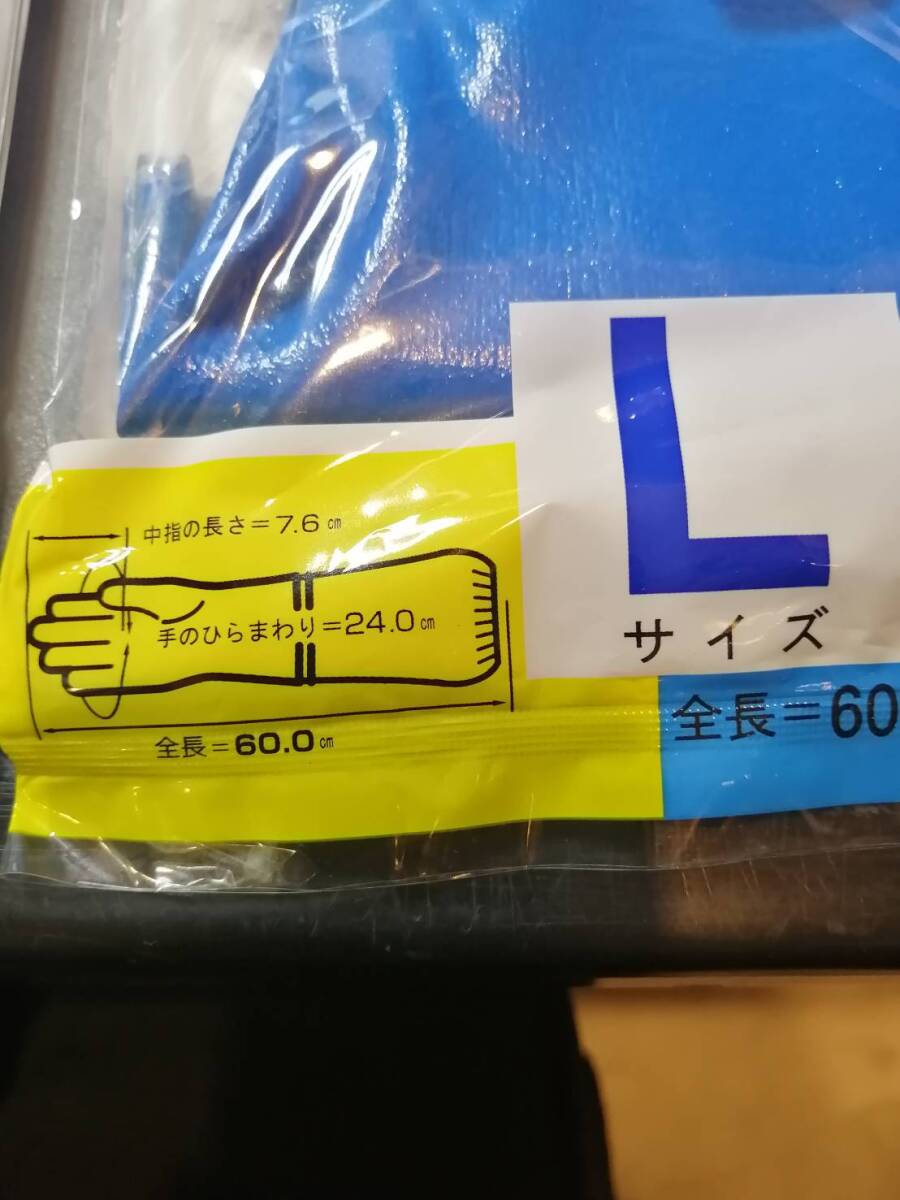 L
サイズ
中指の長さ=7.6cm
手のひらまわり=24.0cm
全長=60.0cm
全長=60